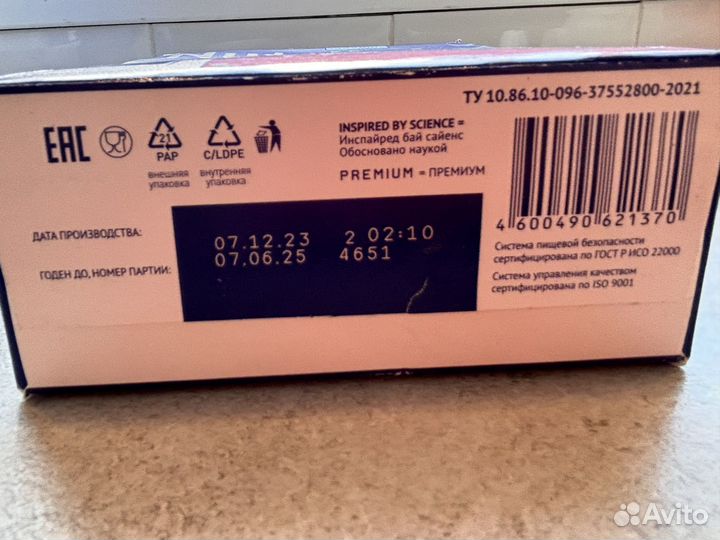 ТУ 10.86.10-096-37552800-2021
EAC
21
PAP
C/LDPE
внешняя
упаковка
внутренняя
упаковка
INSPIRED BY SCIENCE =
Инспайред бай сайенс
Обосновано наукой
PREMIUM = ПРЕМИУМ
4 600490 621370
ДАТА ПРОИЗВОДСТВА:
07.12.23 2 02:10
ГОДЕН ДО, НОМЕР ПАРТИИ:
07.06.25 4651
Система пищевой безопасности
сертифицирована по ГОСТ Р ИСО 22000
Система управления качеством
сертифицирована по ISO 9001
Avito